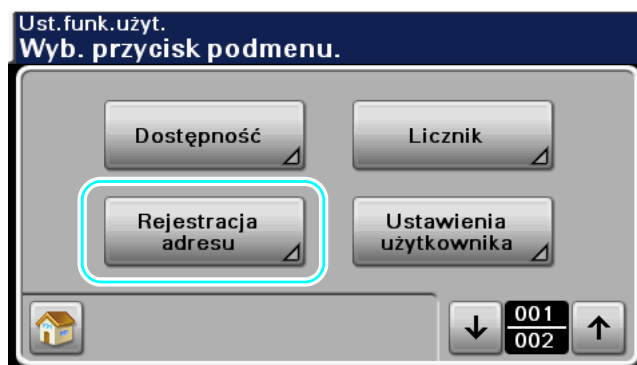 Ust.funk.użyt.
Wyb. przycisk podmenu.
Dostępność
Licznik
Rejestracja
adresu
Ustawienia
użytkownika
001
002